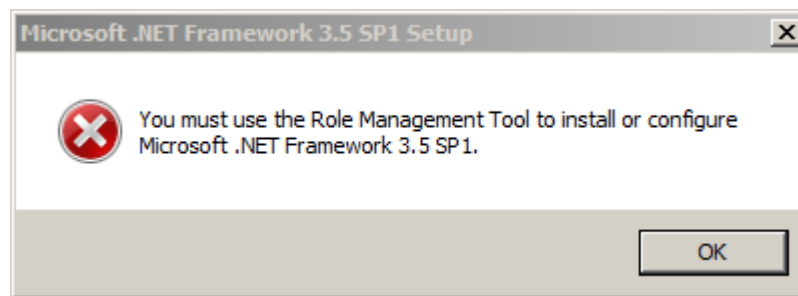 Microsoft .NET Framework 3.5 SP1 Setup
You must use the Role Management Tool to install or configure
Microsoft .NET Framework 3.5 SP1.
OK